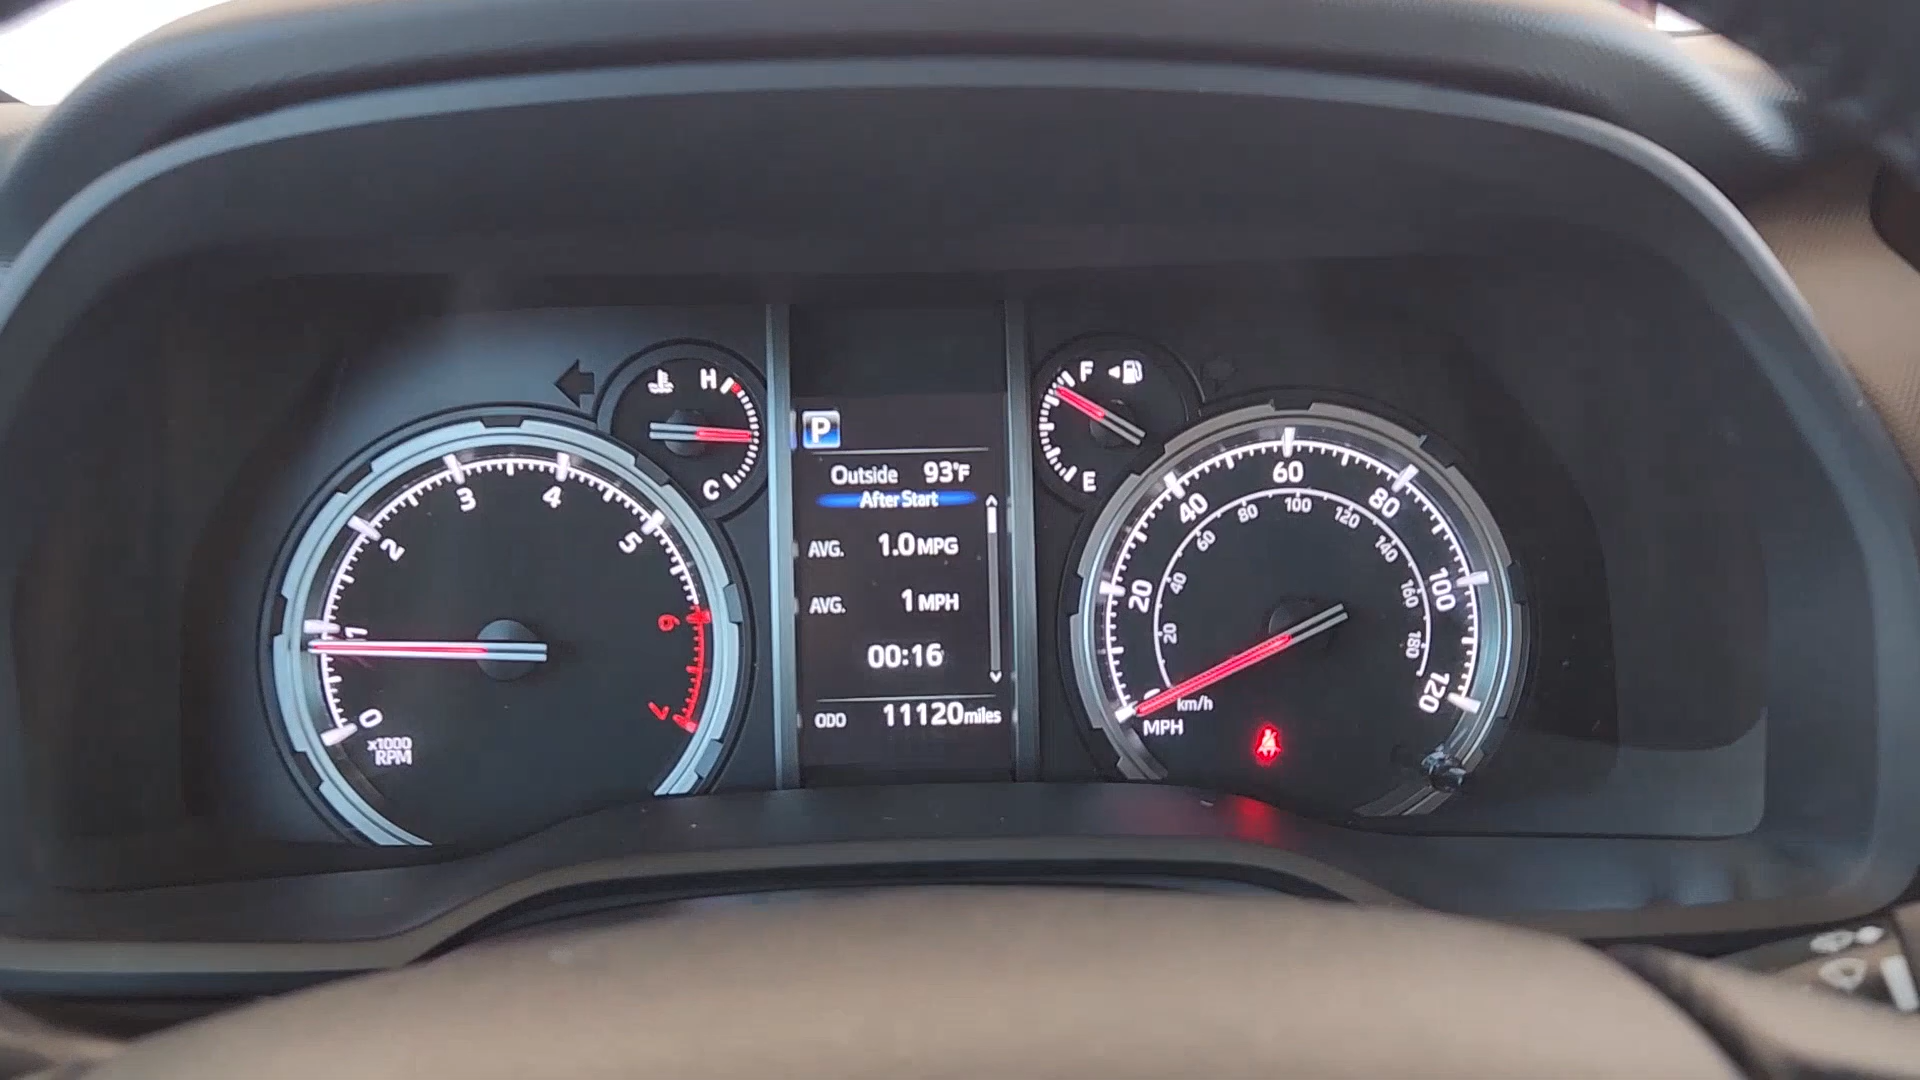 H
C
0
1
2
3
4
5
6
7
x1000
RPM
P
Outside 93°F
After Start
AVG. 1.0 MPG
AVG. 1 MPH
00:16
ODO 11120 miles
F
E
20
40
60
80
100
120
20
40
60
80
100
120
140
160
180
km/h
MPH